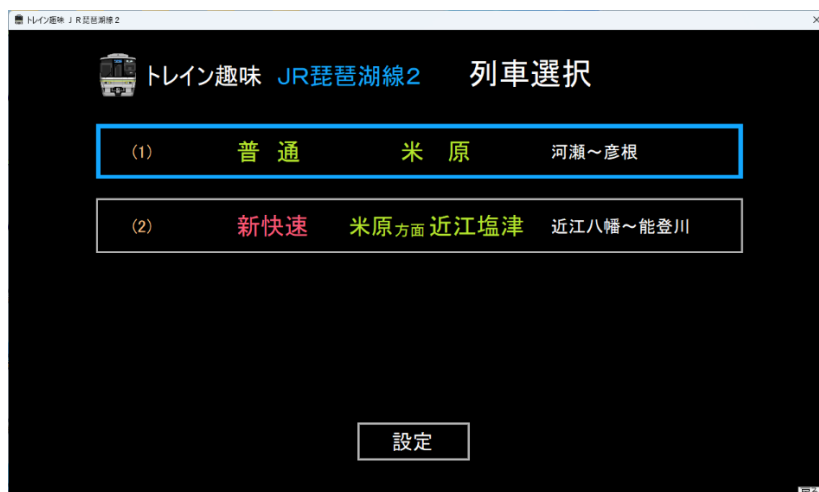 トレイン趣味 JR琵琶湖線2
トレイン趣味 JR琵琶湖線2 列車選択
(1) 普通 米原 河瀬～彦根
(2) 新快速 米原方面近江塩津 近江八幡～能登川
設定